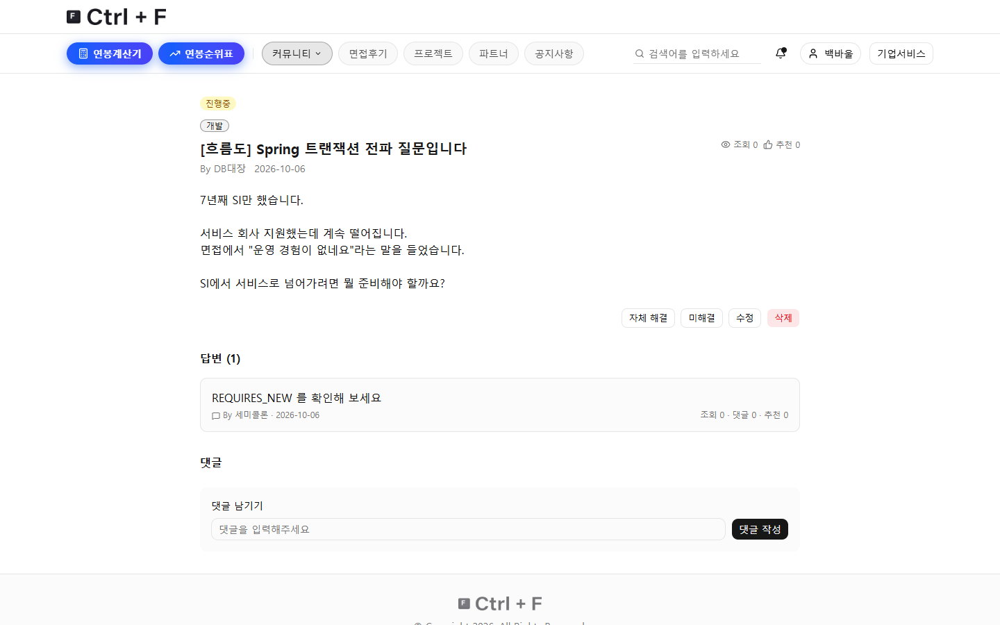 F Ctrl + F
연봉계산기
연봉순위표
커뮤니티
면접후기
프로젝트
파트너
공지사항
검색어를 입력하세요
백바울
기업서비스
진행중
개발
[흐름도] Spring 트랜잭션 전파 질문입니다
조회 0 추천 0
By DB대장 2026-10-06
7년째 SI만 했습니다.
서비스 회사 지원했는데 계속 떨어집니다.
면접에서 "운영 경험이 없네요"라는 말을 들었습니다.
SI에서 서비스로 넘어가려면 뭘 준비해야 할까요?
자체 해결
미해결
수정
삭제
답변 (1)
REQUIRES_NEW 를 확인해 보세요
By 세미콜론 · 2026-10-06
조회 0 · 댓글 0 · 추천 0
댓글
댓글 남기기
댓글을 입력해주세요
댓글 작성
F Ctrl + F
© Copyright 2026. All Rights Reserved